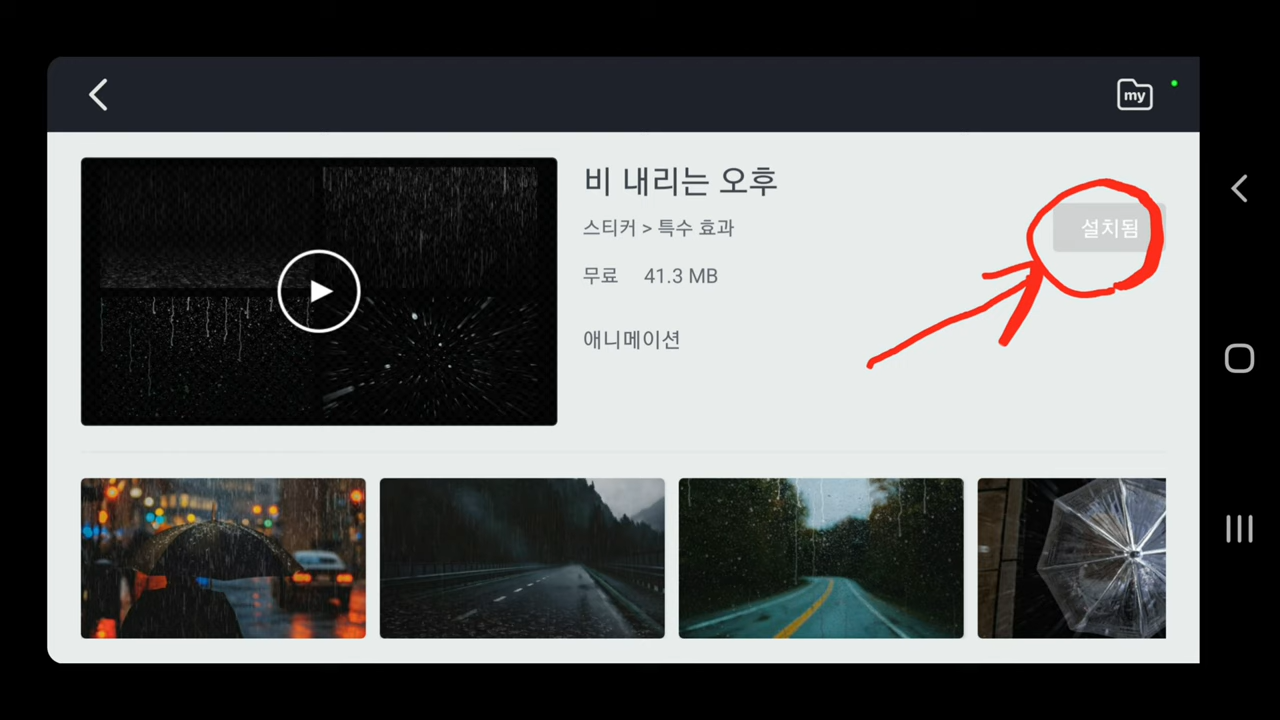 my
비 내리는 오후
스티커 > 특수 효과
설치됨
무료 41.3 MB
애니메이션